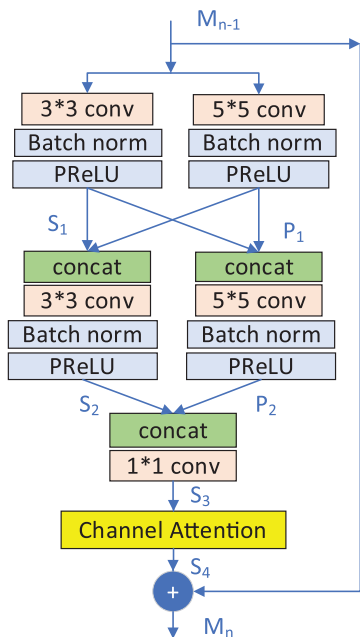 Mn-1
3*3 conv 5*5 conv
Batch norm Batch norm
PReLU PReLU
S1 P1
concat concat
3*3 conv 5*5 conv
Batch norm Batch norm
PReLU PReLU
S2 P2
concat
1*1 conv
S3
Channel Attention
S4
+
Mn